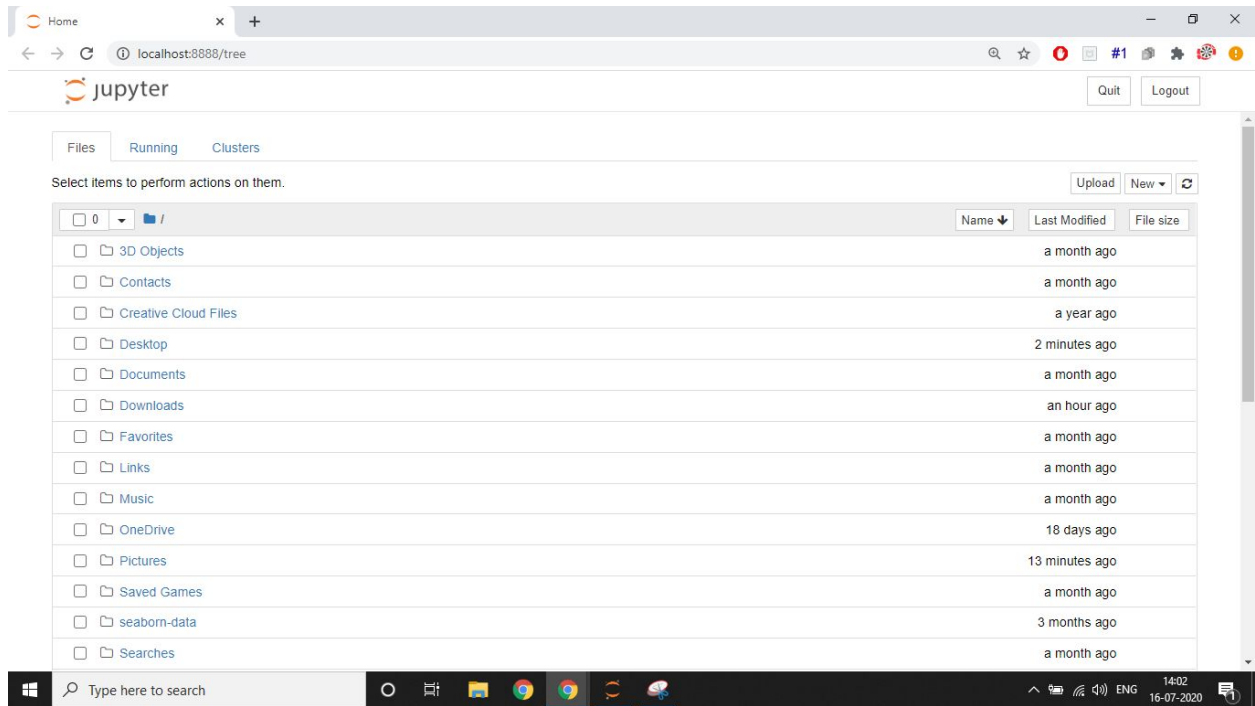 Home
localhost:8888/tree
#1
jupyter
Quit Logout
Files Running Clusters
Select items to perform actions on them.
Upload New
0 / Name Last Modified File size
3D Objects a month ago
Contacts a month ago
Creative Cloud Files a year ago
Desktop 2 minutes ago
Documents a month ago
Downloads an hour ago
Favorites a month ago
Links a month ago
Music a month ago
OneDrive 18 days ago
Pictures 13 minutes ago
Saved Games a month ago
seaborn-data 3 months ago
Searches a month ago
Type here to search
ENG
14:02
16-07-2020
1